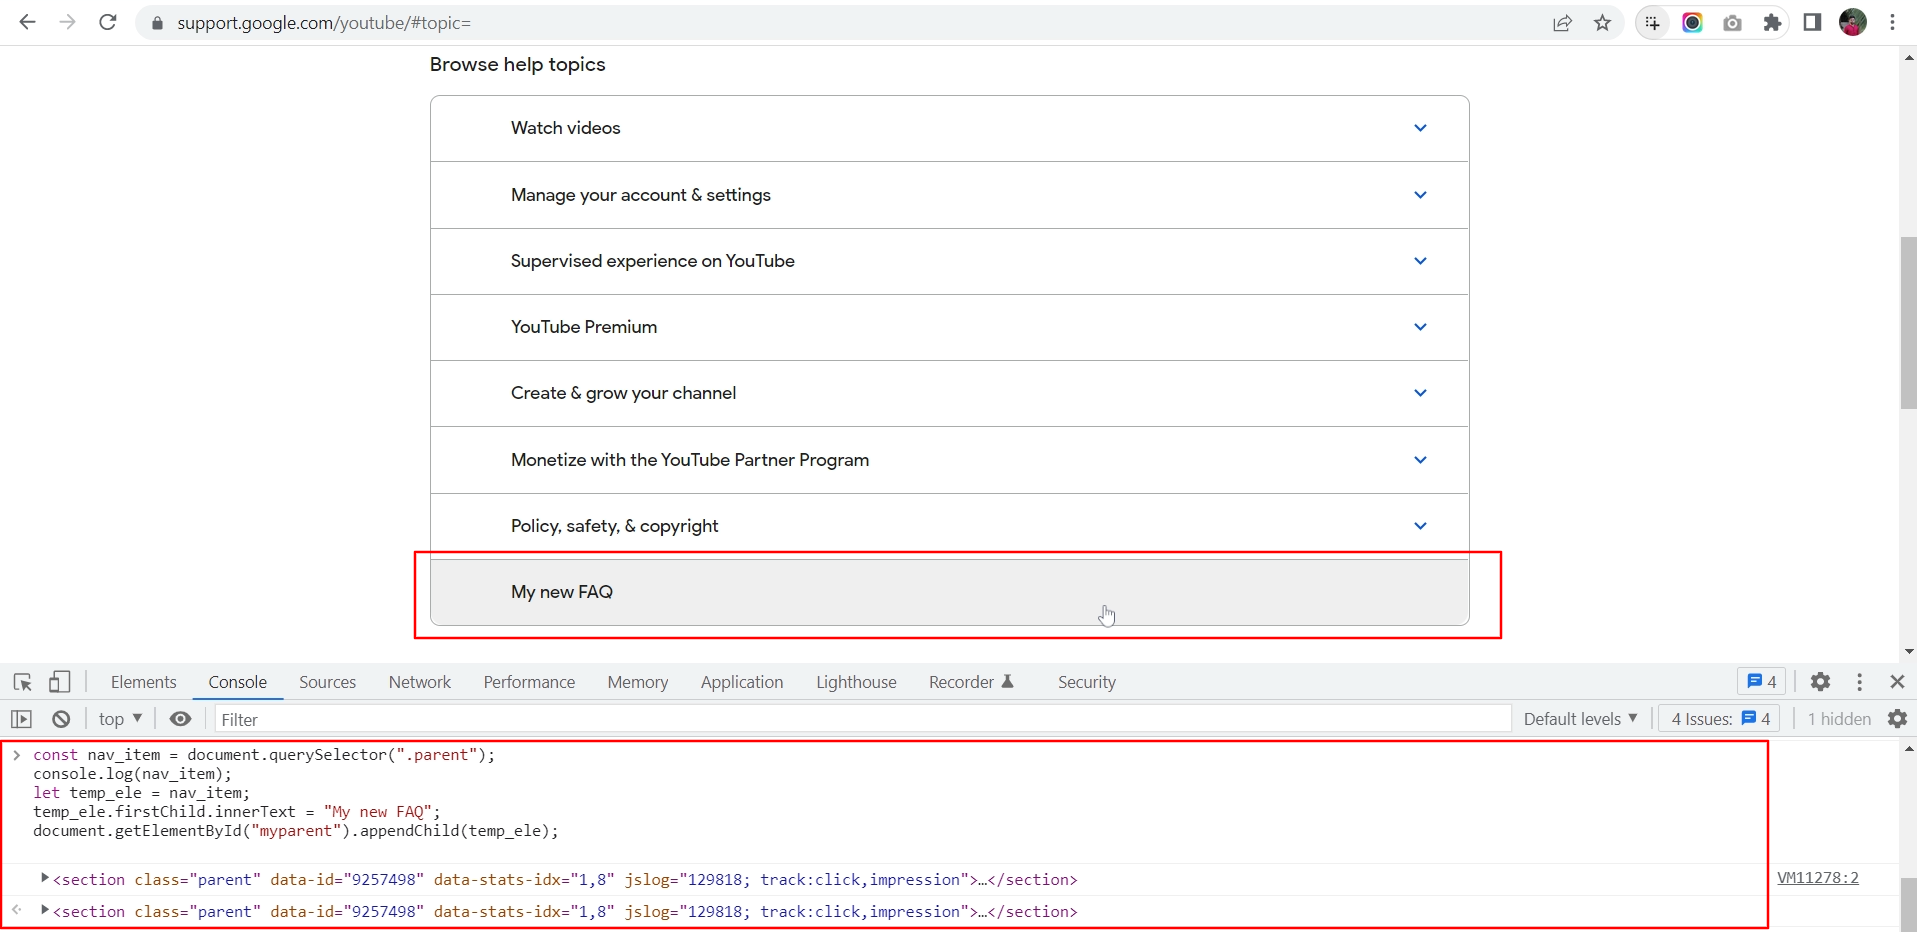 support.google.com/youtube/#topic=
Browse help topics
Watch videos
Manage your account & settings
Supervised experience on YouTube
YouTube Premium
Create & grow your channel
Monetize with the YouTube Partner Program
Policy, safety, & copyright
My new FAQ
Elements Console Sources Network Performance Memory Application Lighthouse Recorder Security 4
top Filter Default levels 4 Issues: 4 1 hidden
const nav_item = document.querySelector(".parent");
console.log(nav_item);
let temp_ele = nav_item;
temp_ele.firstChild.innerText = "My new FAQ";
document.getElementById("myparent").appendChild(temp_ele);
<section class="parent" data-id="9257498" data-stats-idx="1,8" jslog="129818; track:click,impression">…</section> VM11278:2
<section class="parent" data-id="9257498" data-stats-idx="1,8" jslog="129818; track:click,impression">…</section>